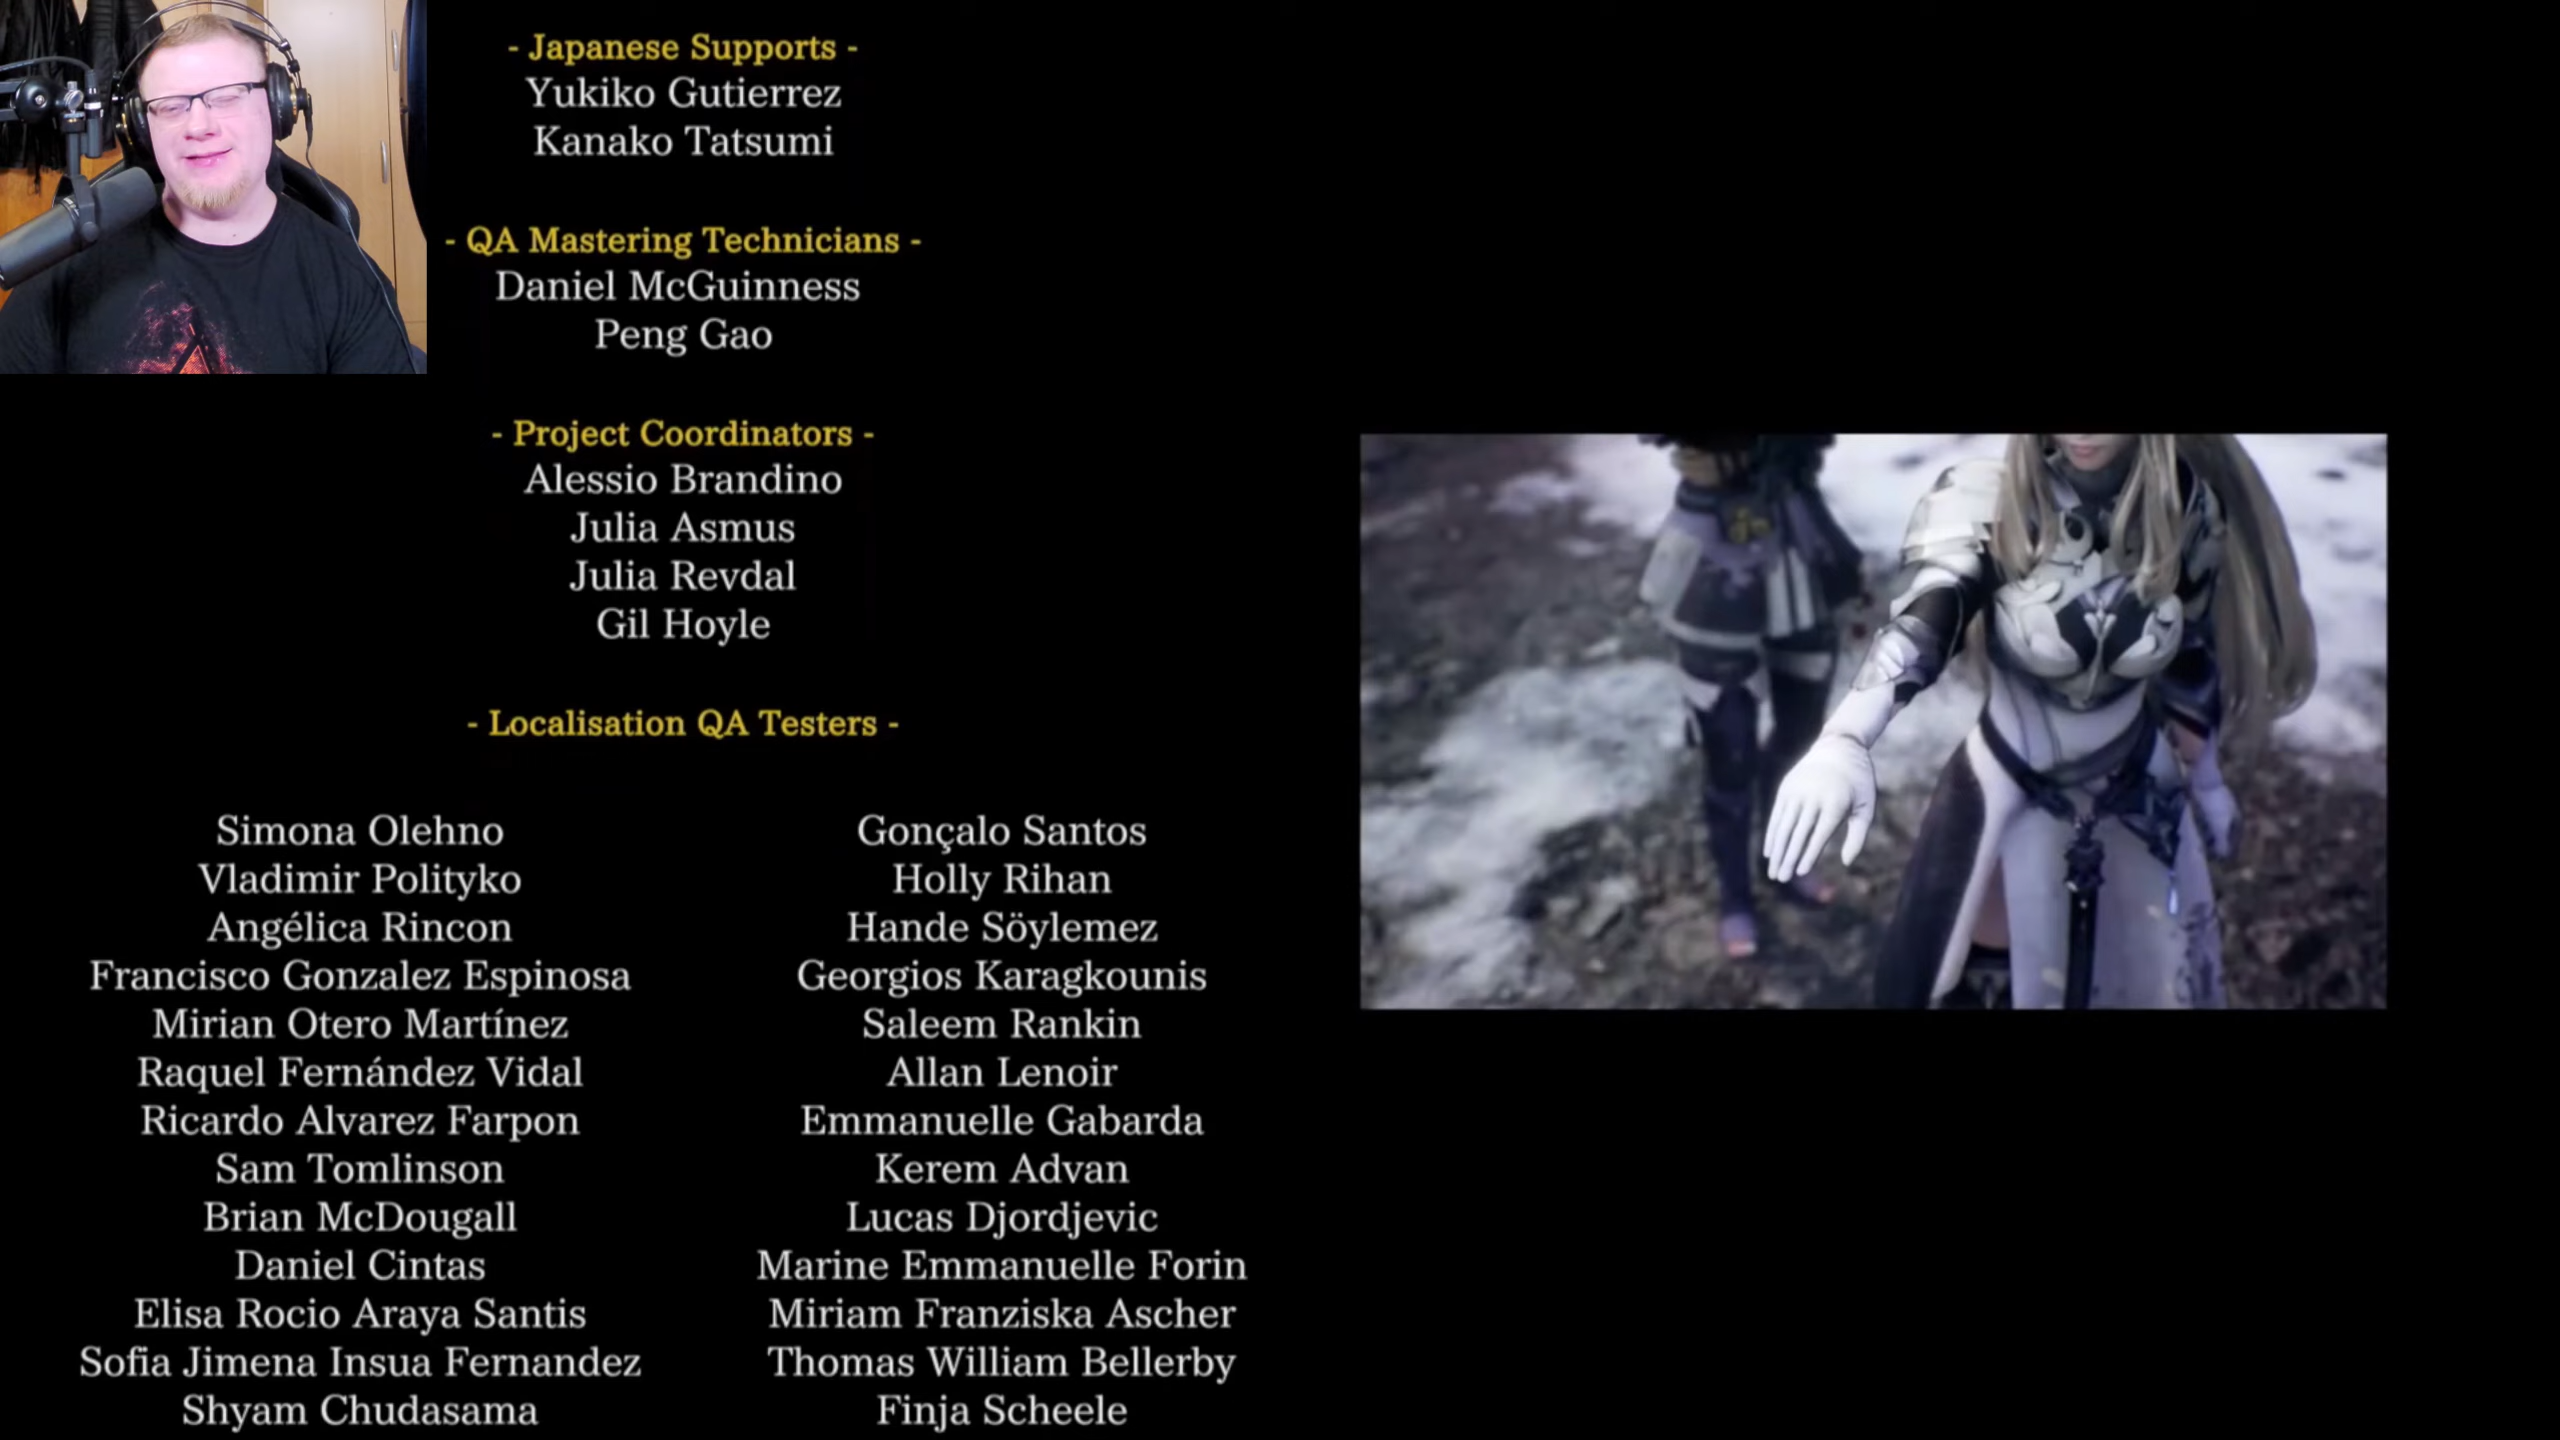 - Japanese Supports -
Yukiko Gutierrez
Kanako Tatsumi
- QA Mastering Technicians -
Daniel McGuinness
Peng Gao
- Project Coordinators -
Alessio Brandino
Julia Asmus
Julia Revdal
Gil Hoyle
- Localisation QA Testers -
Simona Olehno
Vladimir Polityko
Angélica Rincon
Francisco Gonzalez Espinosa
Mirian Otero Martínez
Raquel Fernández Vidal
Ricardo Alvarez Farpon
Sam Tomlinson
Brian McDougall
Daniel Cintas
Elisa Rocio Araya Santis
Sofia Jimena Insua Fernandez
Shyam Chudasama
Gonçalo Santos
Holly Rihan
Hande Söylemez
Georgios Karagkounis
Saleem Rankin
Allan Lenoir
Emmanuelle Gabarda
Kerem Advan
Lucas Djordjevic
Marine Emmanuelle Forin
Miriam Franziska Ascher
Thomas William Bellerby
Finja Scheele